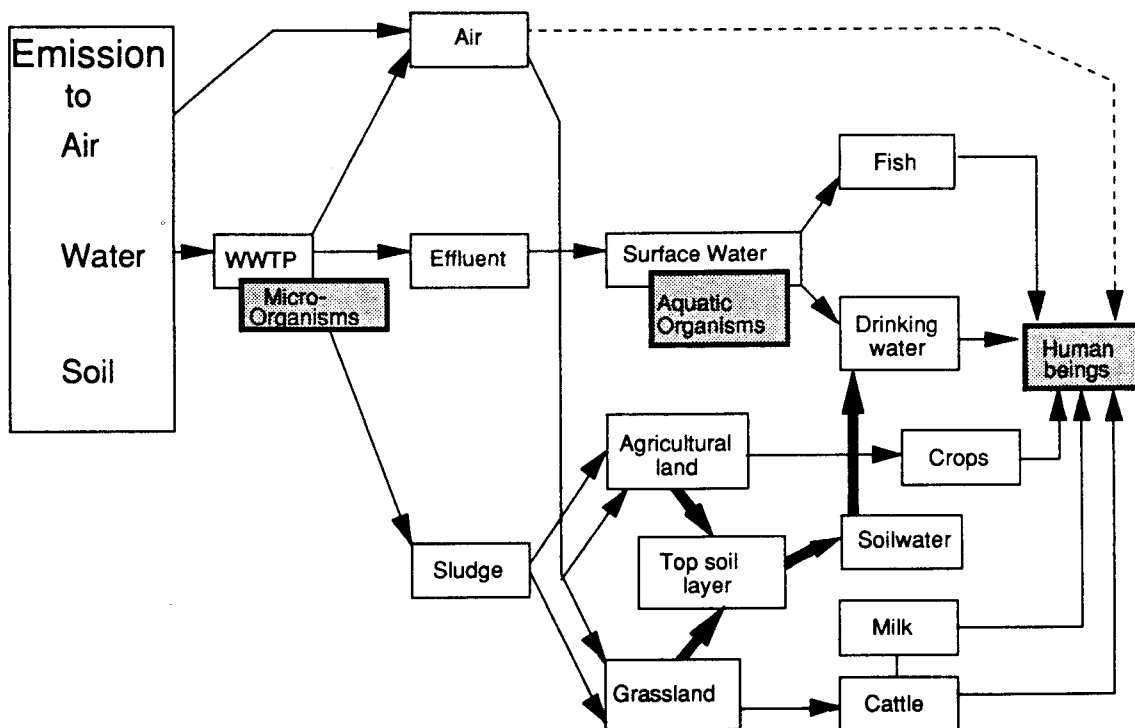 Emission
to
Air
Water
Soil
Air
WWTP
Micro-
Organisms
Effluent
Sludge
Surface Water
Aquatic
Organisms
Fish
Drinking
water
Human
beings
Agricultural
land
Crops
Top soil
layer
Soilwater
Milk
Grassland
Cattle